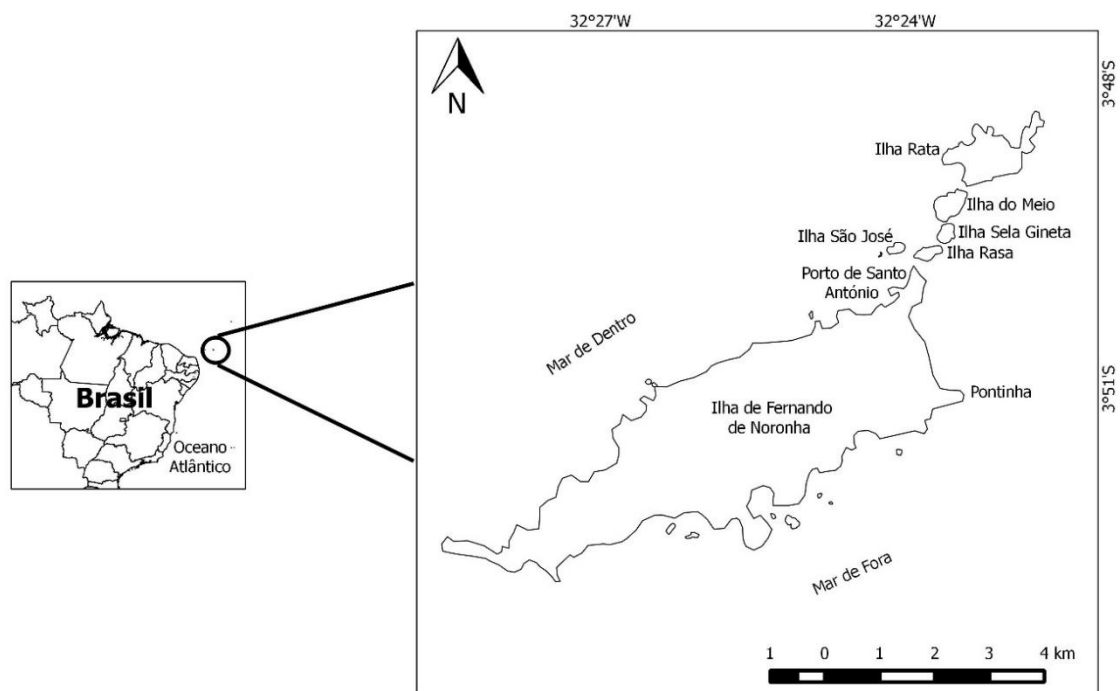 32°27'W
32°24'W
3°48'S
N
Ilha Rata
Ilha do Meio
Ilha São José
Ilha Sela Gineta
Ilha Rasa
Porto de Santo
António
Mar de Dentro
3°51'S
Pontinha
Ilha de Fernando
de Noronha
Brasil
Oceano
Atlântico
Mar de Fora
1 0 1 2 3 4 km